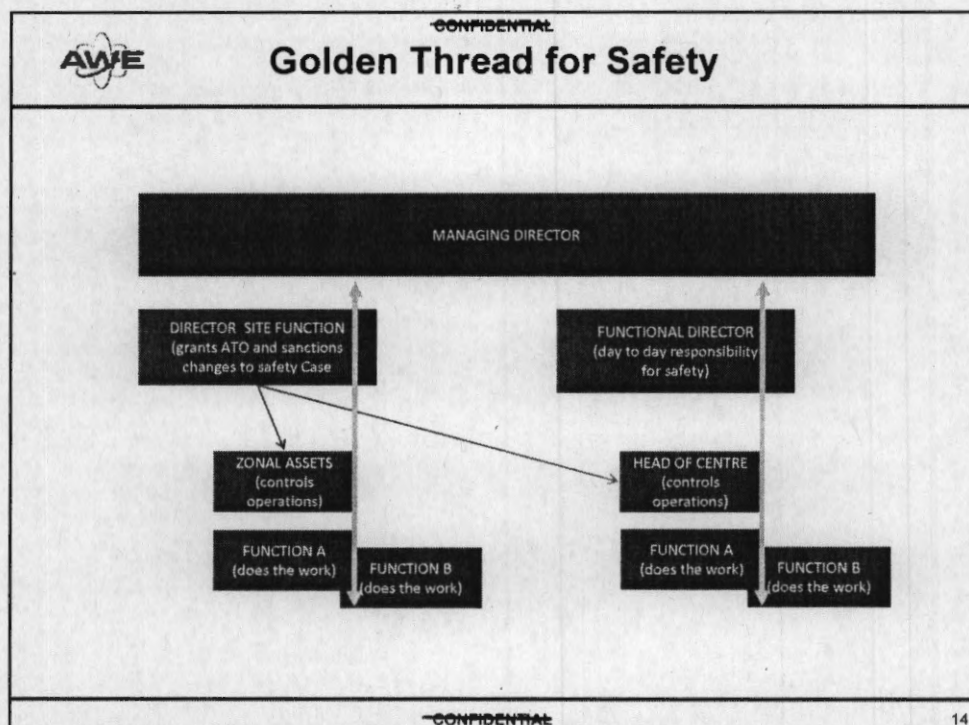 CONFIDENTIAL
AWE
Golden Thread for Safety
MANAGING DIRECTOR
DIRECTOR SITE FUNCTION
(grants ATO and sanctions
changes to safety Case
FUNCTIONAL DIRECTOR
(day to day responsibility
for safety)
ZONAL ASSETS
(controls
operations)
HEAD OF CENTRE
(controls
operations)
FUNCTION A
(does the work)
FUNCTION B
(does the work)
FUNCTION A
(does the work)
FUNCTION B
(does the work)
CONFIDENTIAL
14